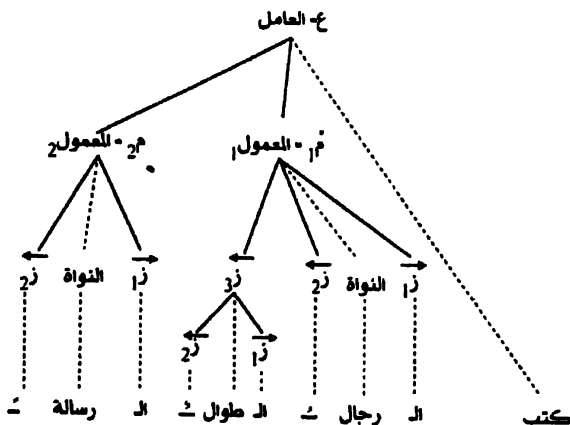 ع - العامل
م1 - المعمول1 م2 - المعمول2
ز1 النواة ز2 ز3 ز1 النواة ز2
ز1 ز2
كتب الـ رجال ـُ الـ طوال ـُ الـ رسالة ـَ